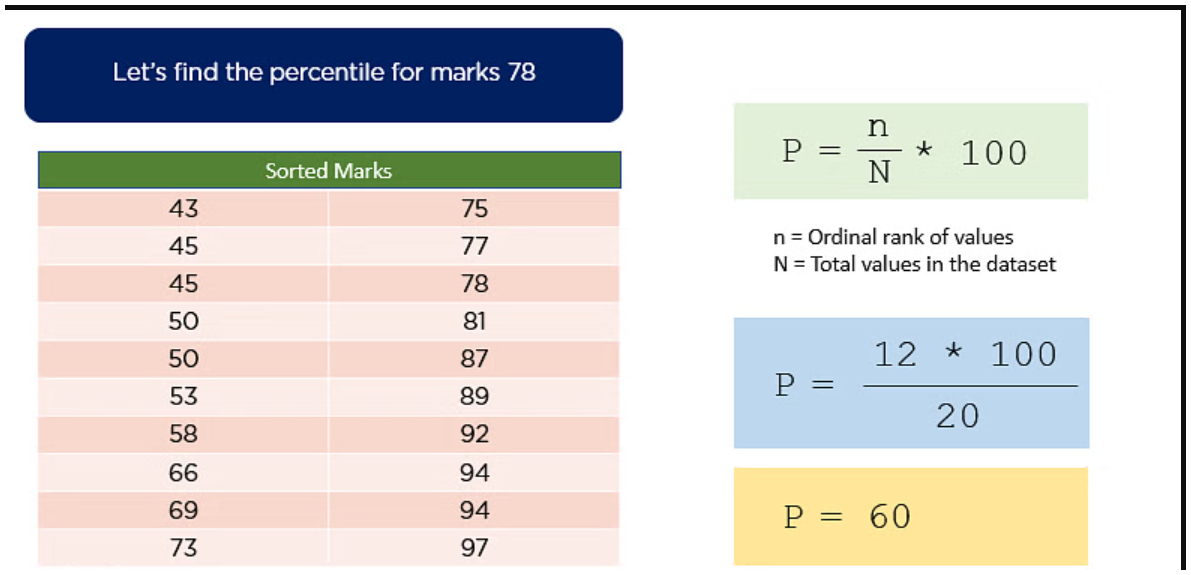 Let's find the percentile for marks 78
Sorted Marks
43 75
45 77
45 78
50 81
50 87
53 89
58 92
66 94
69 94
73 97
P = n/N * 100
n = Ordinal rank of values
N = Total values in the dataset
P = 12 * 100 / 20
P = 60